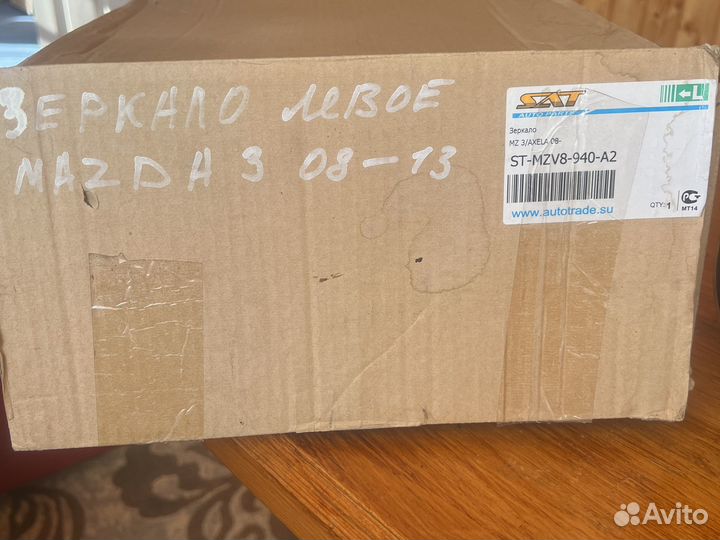 ЗЕРКАЛО ЛЕВОЕ
MAZDA 3 08-13
SAT
AUTO PARTS
L
Зеркало
MZ 3/AXELA 08-
ST-MZV8-940-A2
www.autotrade.su
QTY: 1
МТ14
Avito